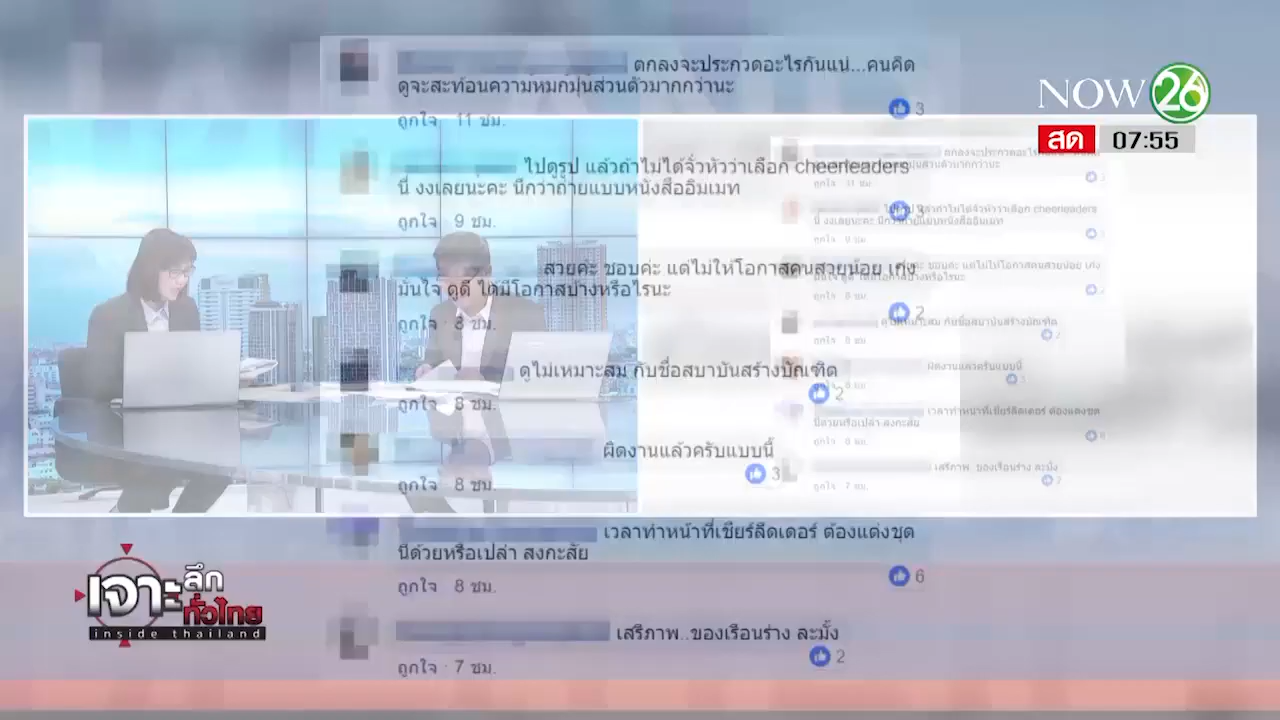 ตกลงจะประกวดอะไรกันแน่...คนคิด
ดูจะสะท้อนความหมกมุ่นส่วนตัวมากกว่านะ
3
ถูกใจ · 11 ชม.
NOW 26
สด 07:55
ไปดูรูป แล้วถ้าไม่ได้จั่วหัวว่าเลือก cheerleaders
นี่ งงเลยนะคะ นึกว่าถ่ายแบบหนังสืออิมเมท
ถูกใจ 9 ชม.
สวยค่ะ ชอบค่ะ แต่ไม่ให้โอกาสคนสวยน้อย เก่ง
มั่นใจ ดูดี ได้มีโอกาสบ้างหรือไรนะ
2
ถูกใจ · 8 ชม.
ดูไม่เหมาะสม กับชื่อสบาบันสร้างบัณฑิต
2
ถูกใจ · 8 ชม.
ผิดงานแล้วครับแบบนี้
3
ถูกใจ · 8 ชม.
เวลาทำหน้าที่เชียร์ลีดเดอร์ ต้องแต่งชุด
นี้ด้วยหรือเปล่า สงกะสัย
6
ถูกใจ 8 ชม.
เสรีภาพ..ของเรือนร่าง ละมั้ง
2
ถูกใจ · 7 ชม.
เจาะลึกทั่วไทย
inside thailand